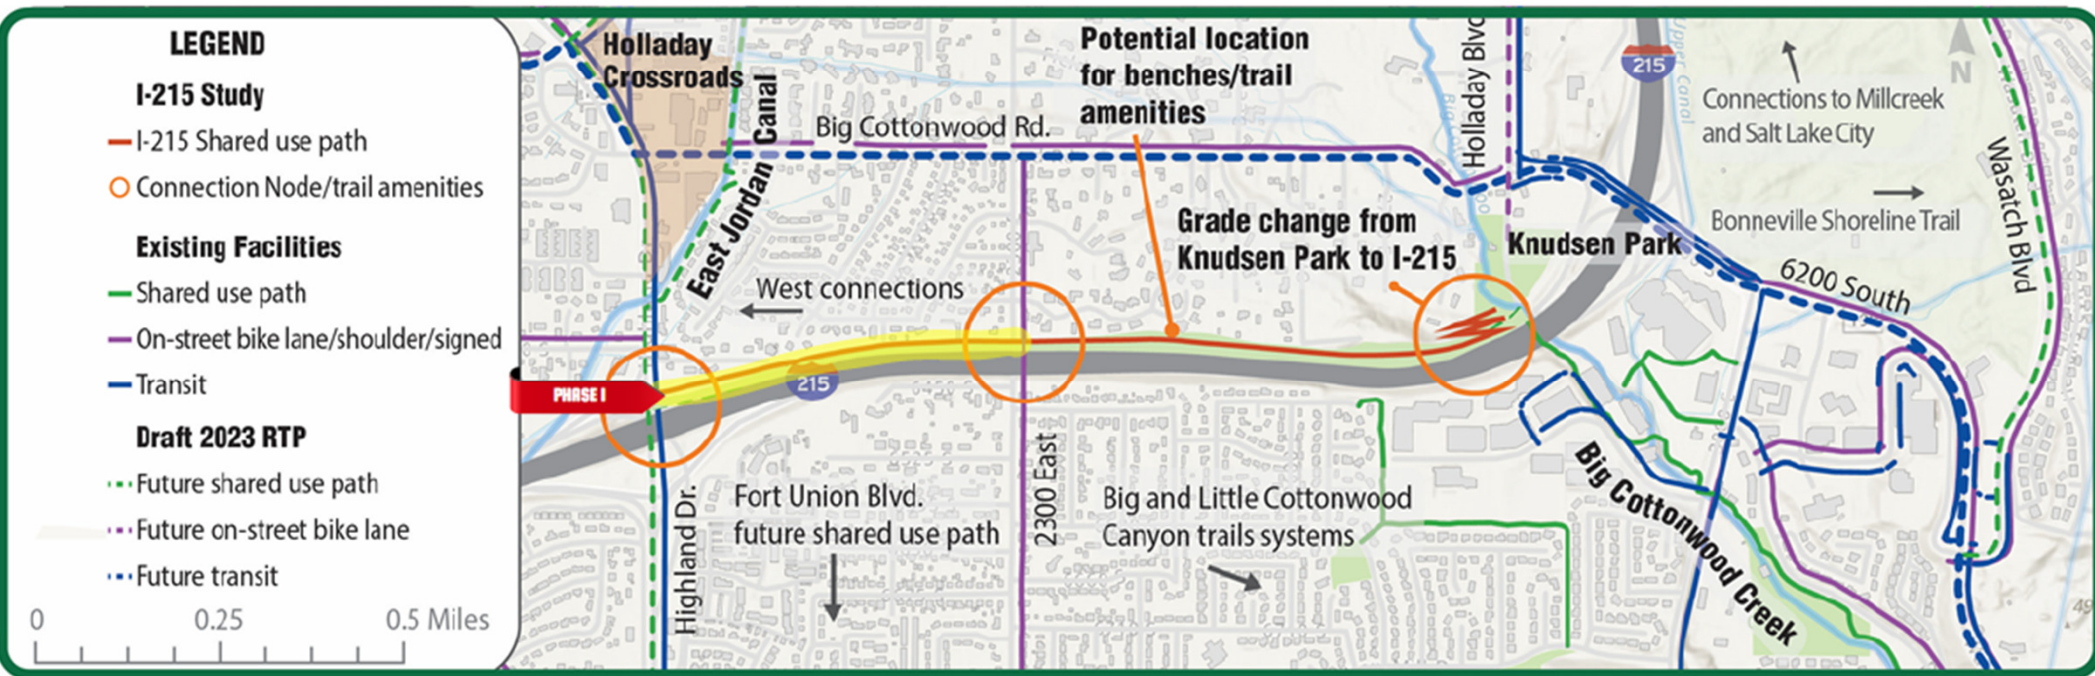 LEGEND
I-215 Study
I-215 Shared use path
Connection Node/trail amenities
Existing Facilities
Shared use path
On-street bike lane/shoulder/signed
Transit
Draft 2023 RTP
Future shared use path
Future on-street bike lane
Future transit
0 0.25 0.5 Miles
Holladay
Crossroads
East Jordan Canal
Big Cottonwood Rd.
Potential location
for benches/trail
amenities
Holladay Blvd
215
Upper Canal
N
Connections to Millcreek
and Salt Lake City
Bonneville Shoreline Trail
Wasatch Blvd
Grade change from
Knudsen Park to I-215
Knudsen Park
6200 South
West connections
PHASE I
215
Highland Dr.
Fort Union Blvd.
future shared use path
2300 East
Big and Little Cottonwood
Canyon trails systems
Big Cottonwood Creek